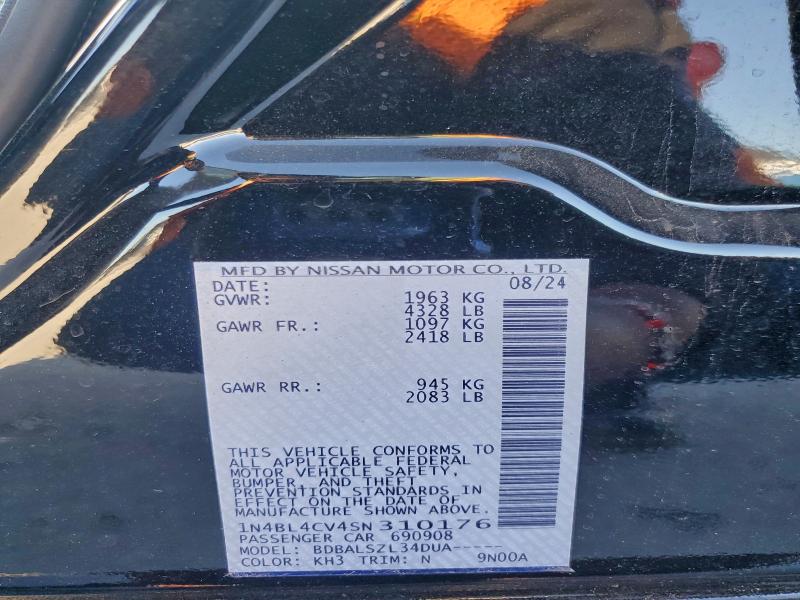 MFD BY NISSAN MOTOR CO., LTD.
DATE: 08/24
GVWR: 1963 KG
4328 LB
GAWR FR.: 1097 KG
2418 LB
GAWR RR.: 945 KG
2083 LB
THIS VEHICLE CONFORMS TO
ALL APPLICABLE FEDERAL
MOTOR VEHICLE SAFETY,
BUMPER, AND THEFT
PREVENTION STANDARDS IN
EFFECT ON THE DATE OF
MANUFACTURE SHOWN ABOVE.
1N4BL4CV4SN310176
PASSENGER CAR 690908
MODEL: BDBALSZL34DUA-----
COLOR: KH3 TRIM: N 9N00A